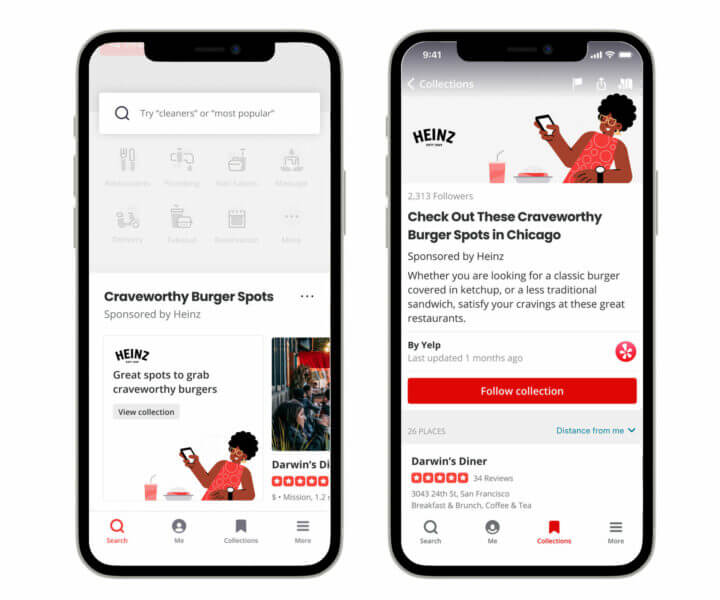 Try “cleaners” or “most popular”
Restaurants Plumbing Nail Salons Massage
Delivery Takeout Reservation More
Craveworthy Burger Spots
Sponsored by Heinz
HEINZ
Great spots to grab
craveworthy burgers
View collection
Darwin’s Di
$ • Mission, 1.2
Search Me Collections More
9:41
Collections
HEINZ
2,313 Followers
Check Out These Craveworthy
Burger Spots in Chicago
Sponsored by Heinz
Whether you are looking for a classic burger
covered in ketchup, or a less traditional
sandwich, satisfy your cravings at these great
restaurants.
By Yelp
Last updated 1 months ago
Follow collection
26 PLACES Distance from me
Darwin’s Diner
34 Reviews
3043 24th St, San Francisco
Breakfast & Brunch, Coffee & Tea
Search Me Collections More